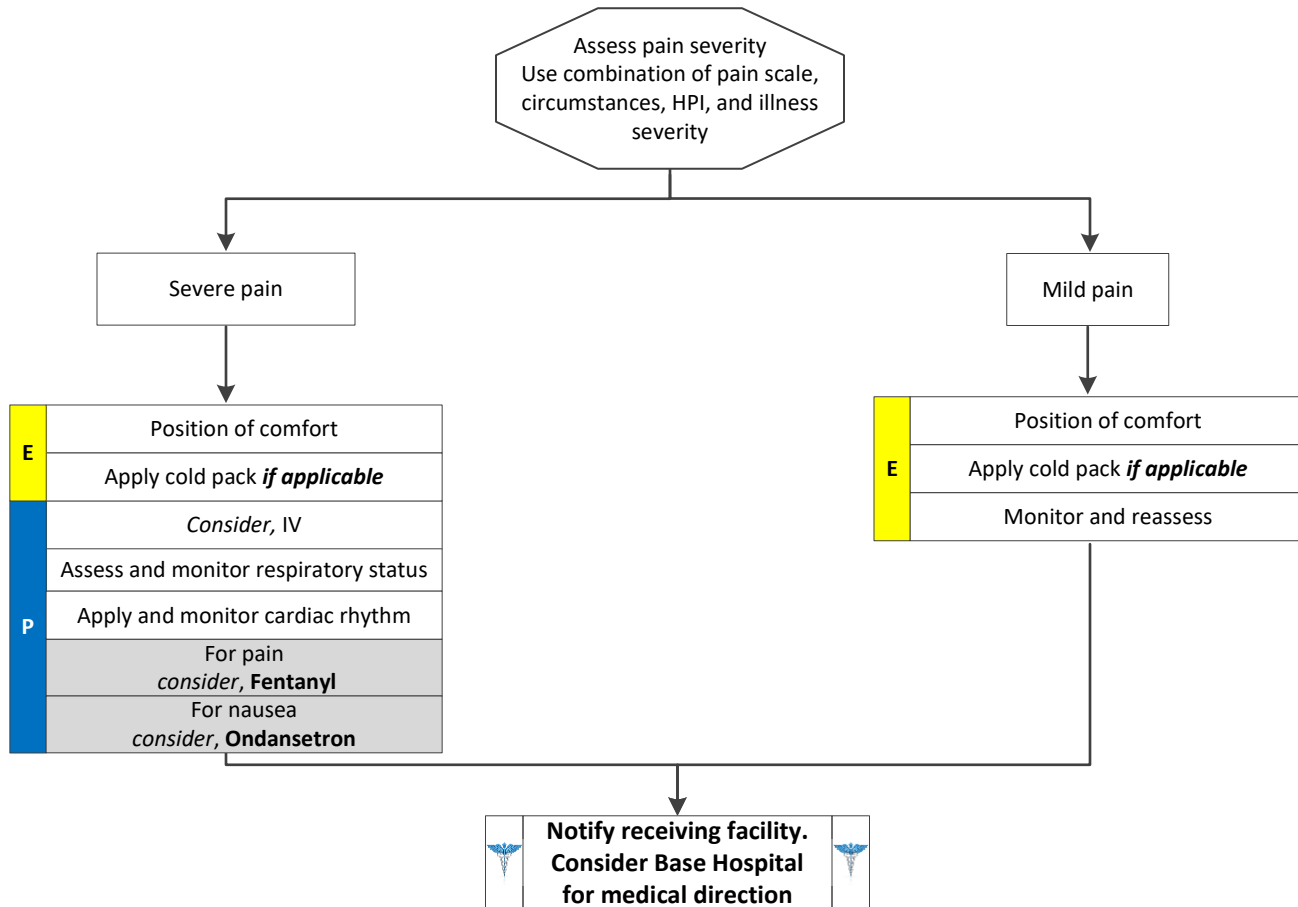 Assess pain severity
Use combination of pain scale,
circumstances, HPI, and illness
severity
Severe pain
Mild pain
E
Position of comfort
Apply cold pack if applicable
P
Consider, IV
Assess and monitor respiratory status
Apply and monitor cardiac rhythm
For pain
consider, Fentanyl
For nausea
consider, Ondansetron
E
Position of comfort
Apply cold pack if applicable
Monitor and reassess
Notify receiving facility.
Consider Base Hospital
for medical direction